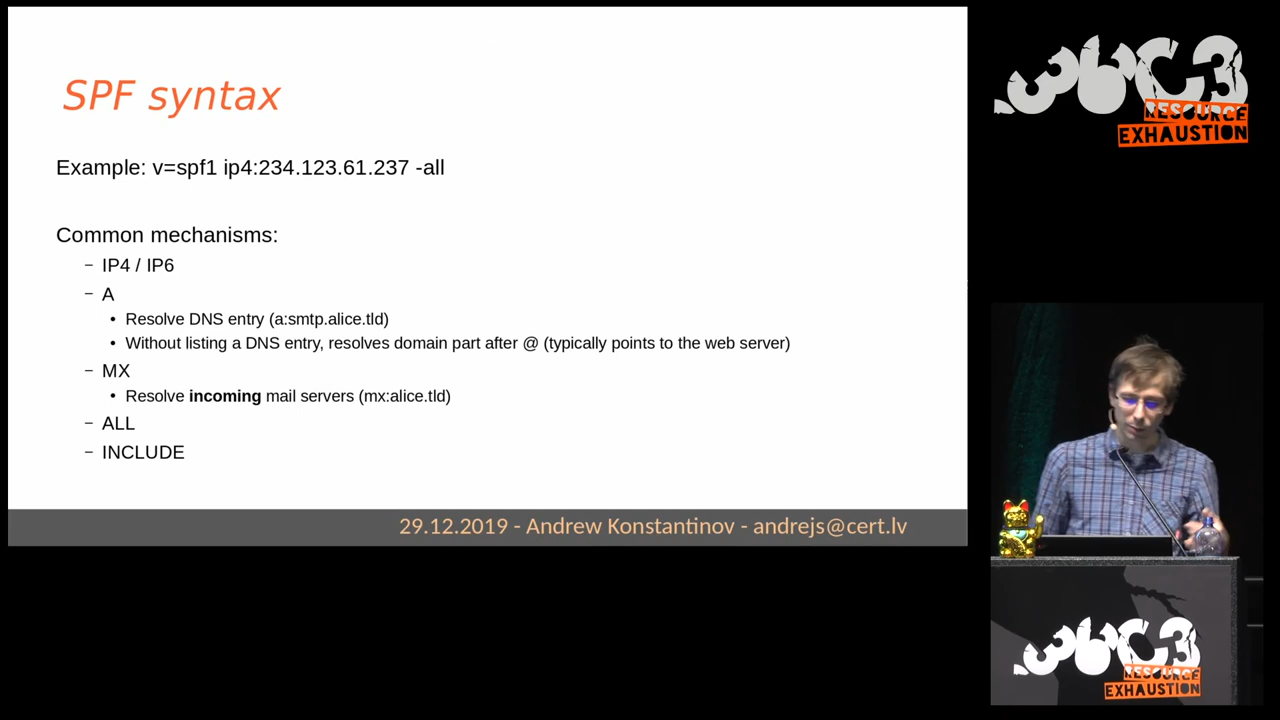 SPF syntax
Example: v=spf1 ip4:234.123.61.237 -all
Common mechanisms:
– IP4 / IP6
– A
• Resolve DNS entry (a:smtp.alice.tld)
• Without listing a DNS entry, resolves domain part after @ (typically points to the web server)
– MX
• Resolve incoming mail servers (mx:alice.tld)
– ALL
– INCLUDE
29.12.2019 - Andrew Konstantinov - andrejs@cert.lv
36C3
RESOURCE
EXHAUSTION
36C3
RESOURCE
EXHAUSTION